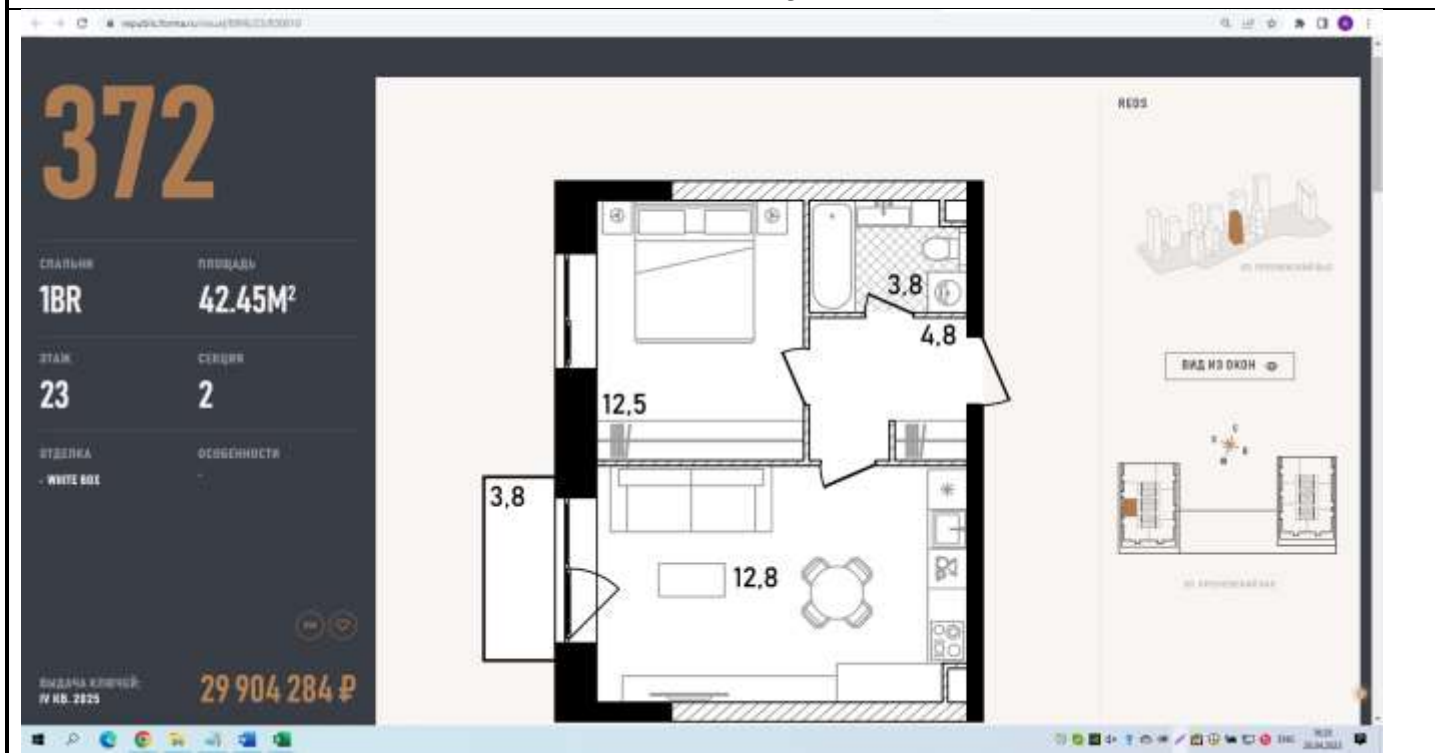 372
СПАЛЬНИ ПЛОЩАДЬ
1BR 42.45М²
ЭТАЖ СЕКЦИЯ
23 2
ОТДЕЛКА ОСОБЕННОСТИ
- WHITE BOX -
ВЫДАЧА КЛЮЧЕЙ:
IV КВ. 2025
29 904 284 ₽
3,8
4,8
12,5
3,8
12,8
REDS
ВИД ИЗ ОКОН
ENG